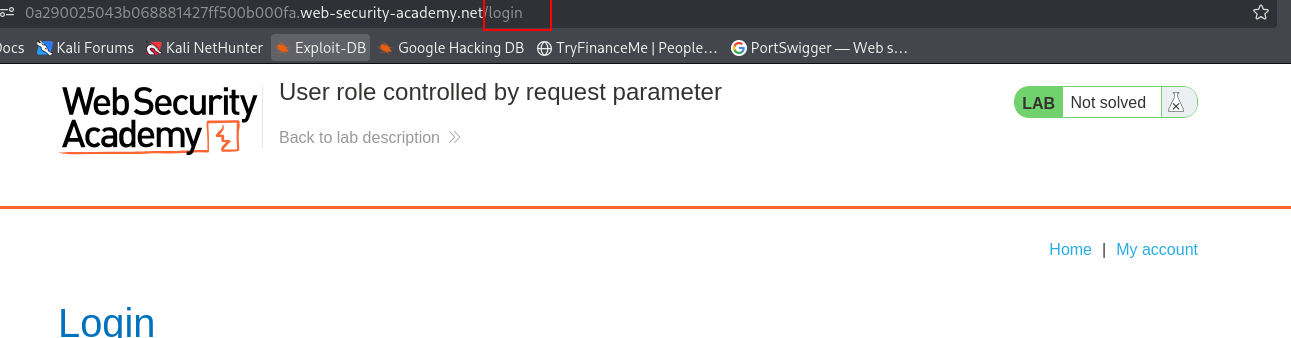 0a290025043b068881427ff500b000fa.web-security-academy.net/login
Docs Kali Forums Kali NetHunter Exploit-DB Google Hacking DB TryFinanceMe | People… PortSwigger — Web s…
Web Security
Academy
User role controlled by request parameter
Back to lab description
LAB Not solved
Home | My account
Login